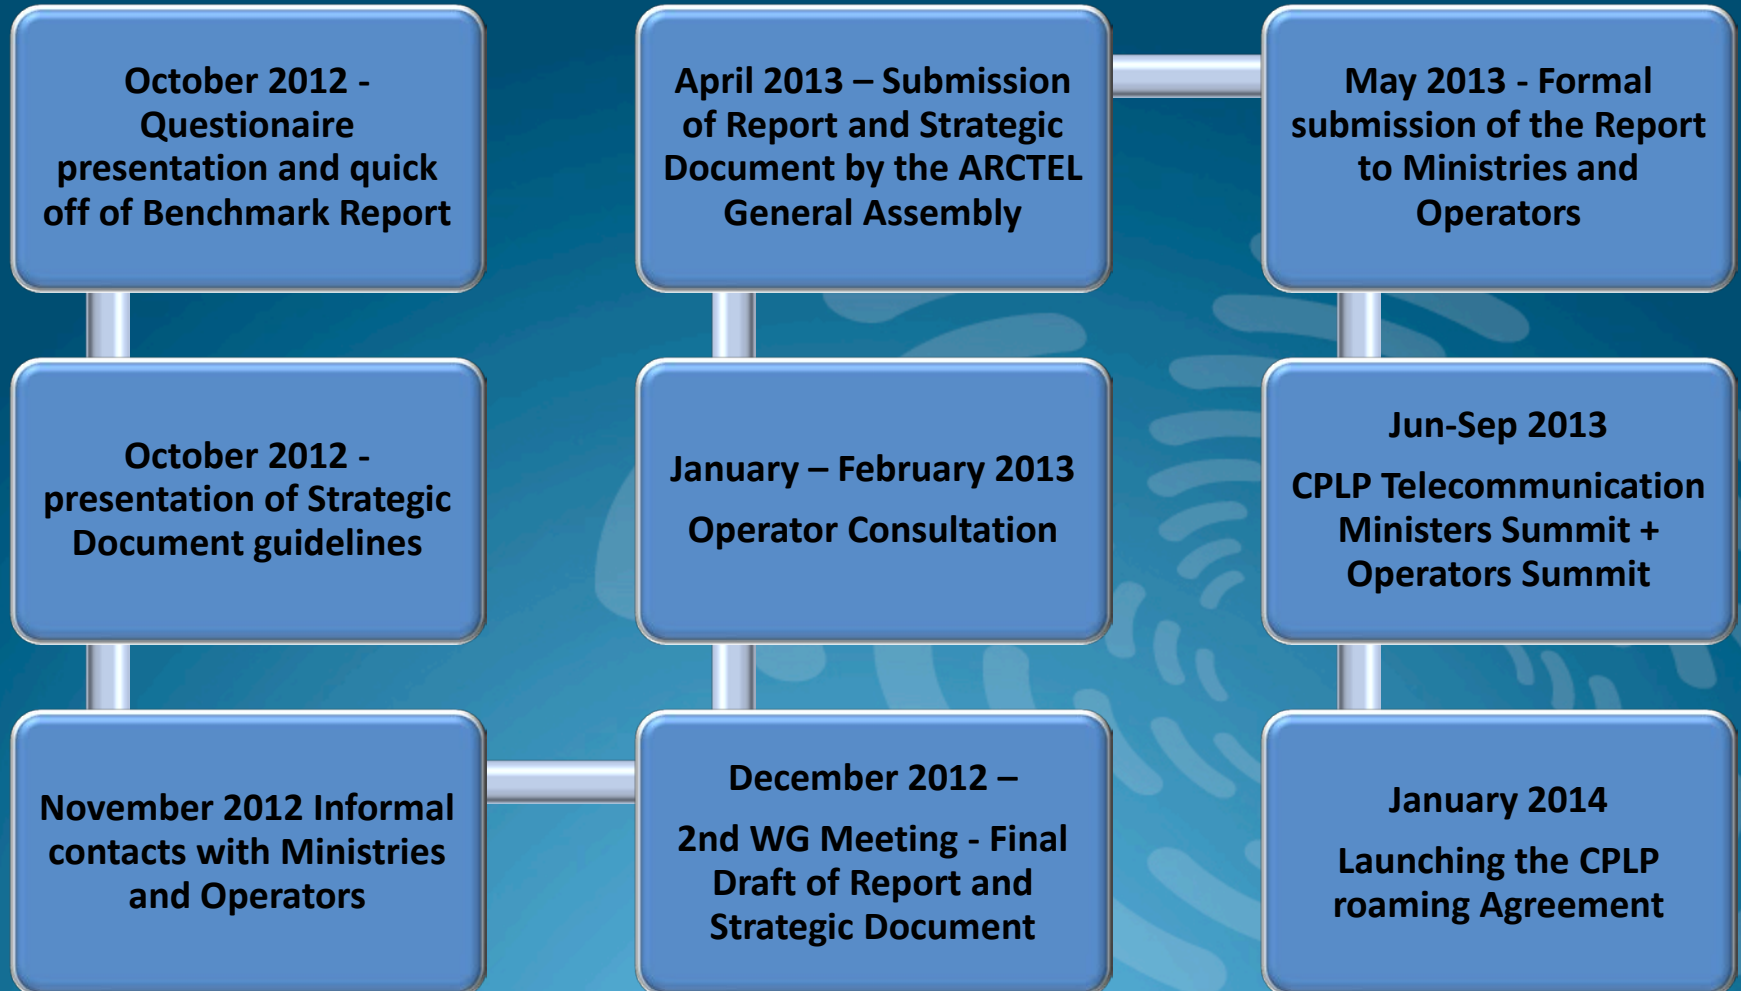 October 2012 -
Questionaire
presentation and quick
off of Benchmark Report
October 2012 -
presentation of Strategic
Document guidelines
November 2012 Informal
contacts with Ministries
and Operators
December 2012 –
2nd WG Meeting - Final
Draft of Report and
Strategic Document
January – February 2013
Operator Consultation
April 2013 – Submission
of Report and Strategic
Document by the ARCTEL
General Assembly
May 2013 - Formal
submission of the Report
to Ministries and
Operators
Jun-Sep 2013
CPLP Telecommunication
Ministers Summit +
Operators Summit
January 2014
Launching the CPLP
roaming Agreement